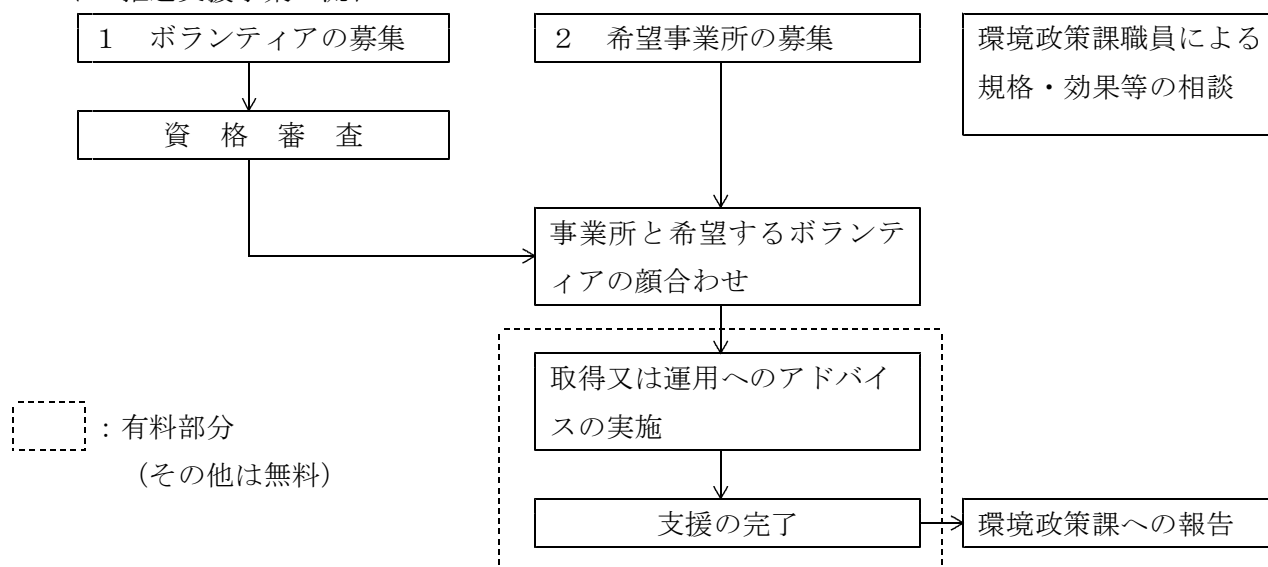 1 ボランティアの募集
2 希望事業所の募集
環境政策課職員による
規格・効果等の相談
資 格 審 査
事業所と希望するボランテ
ィアの顔合わせ
取得又は運用へのアドバイ
スの実施
:有料部分
(その他は無料)
支援の完了
環境政策課への報告